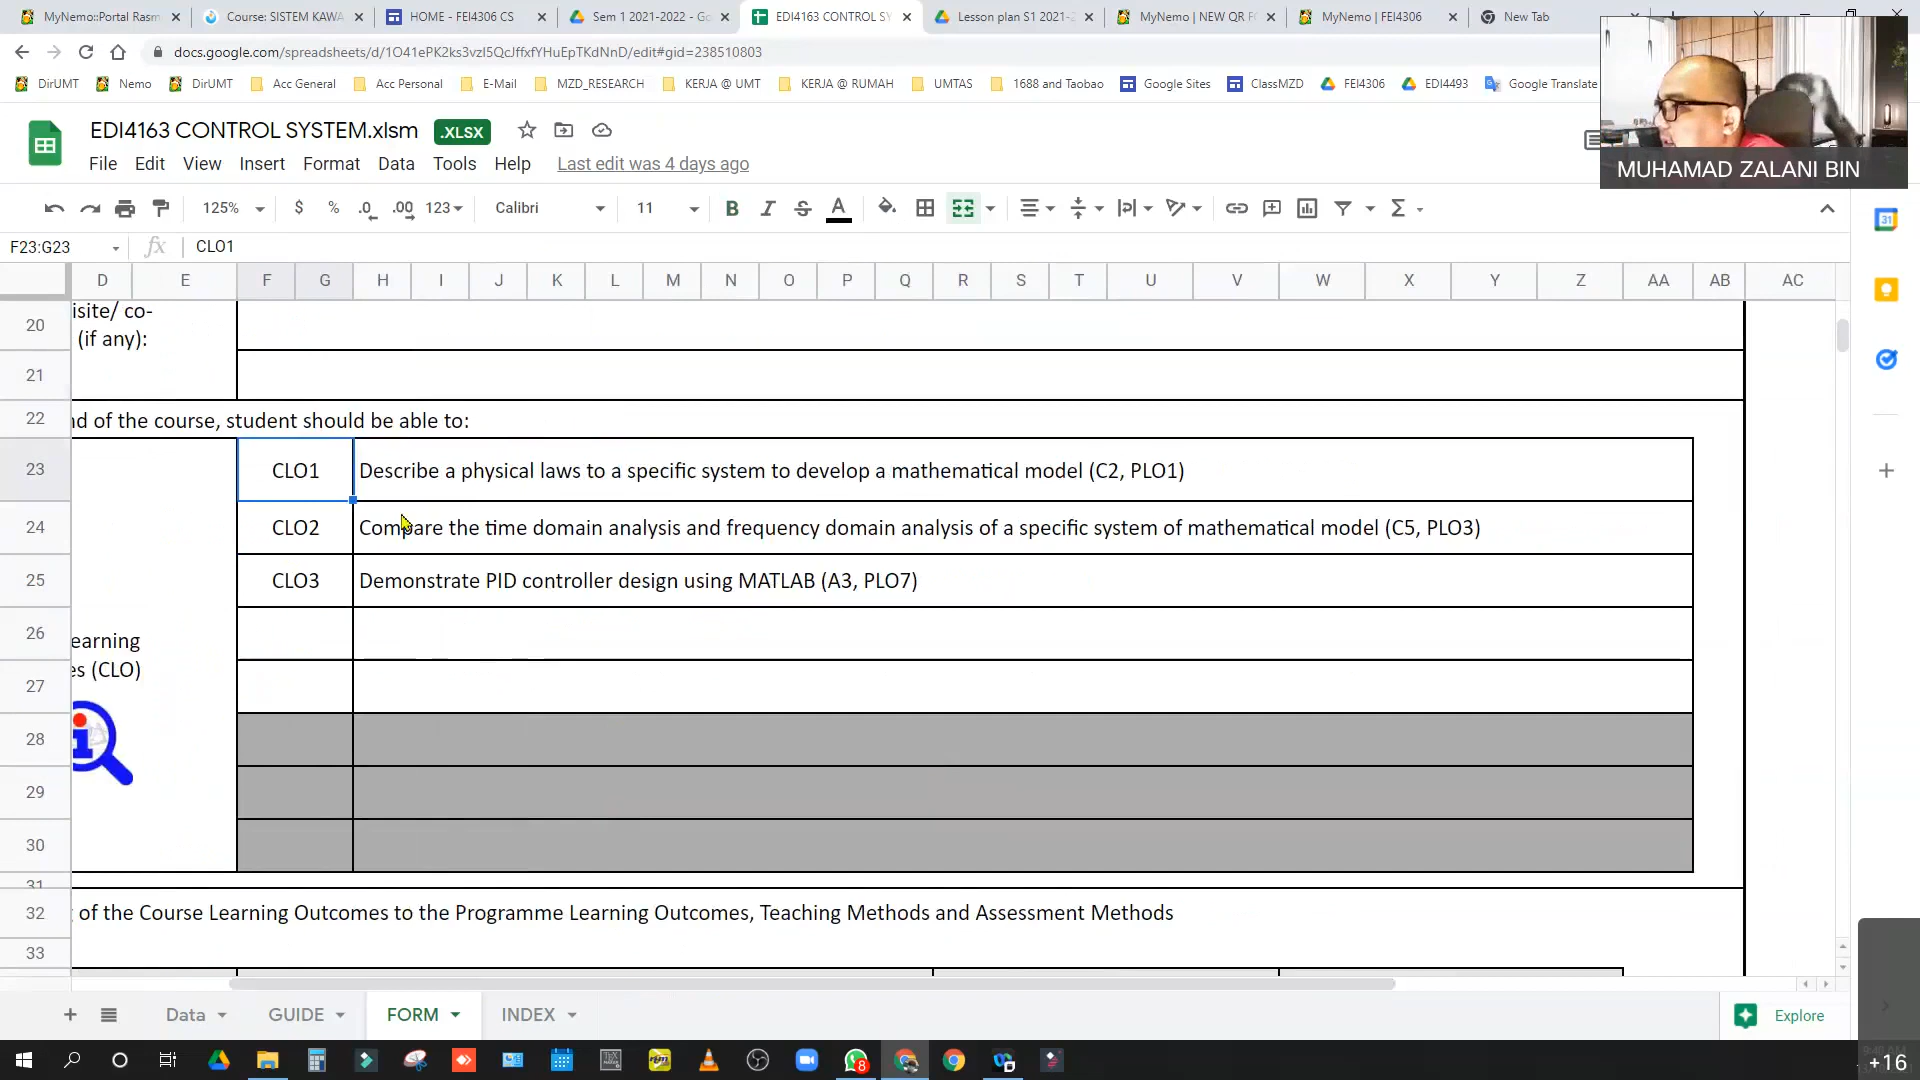 MyNemo::Portal Rasm
Course: SISTEM KAWA
HOME - FEI4306 CS
Sem 1 2021-2022 - Go
EDI4163 CONTROL SY
Lesson plan S1 2021-2
MyNemo | NEW QR F
MyNemo | FEI4306
New Tab
docs.google.com/spreadsheets/d/1O41ePK2ks3vzI5QcJffxfYHuEpTKdNnD/edit#gid=238510803
DirUMT
Nemo
DirUMT
Acc General
Acc Personal
E-Mail
MZD_RESEARCH
KERJA @ UMT
KERJA @ RUMAH
UMTAS
1688 and Taobao
Google Sites
ClassMZD
FEI4306
EDI4493
Google Translate
EDI4163 CONTROL SYSTEM.xlsm
.XLSX
File Edit View Insert Format Data Tools Help Last edit was 4 days ago
MUHAMAD ZALANI BIN
125% $ % .0 .00 123 Calibri 11 B I S A
F23:G23 fx CLO1
D E F G H I J K L M N O P Q R S T U V W X Y Z AA AB AC
20 isite/ co-
(if any):
21
22 nd of the course, student should be able to:
23 CLO1 Describe a physical laws to a specific system to develop a mathematical model (C2, PLO1)
24 CLO2 Compare the time domain analysis and frequency domain analysis of a specific system of mathematical model (C5, PLO3)
25 CLO3 Demonstrate PID controller design using MATLAB (A3, PLO7)
26 earning
27 es (CLO)
28
29
30
31
32 of the Course Learning Outcomes to the Programme Learning Outcomes, Teaching Methods and Assessment Methods
33
Data GUIDE FORM INDEX
Explore
8
+16